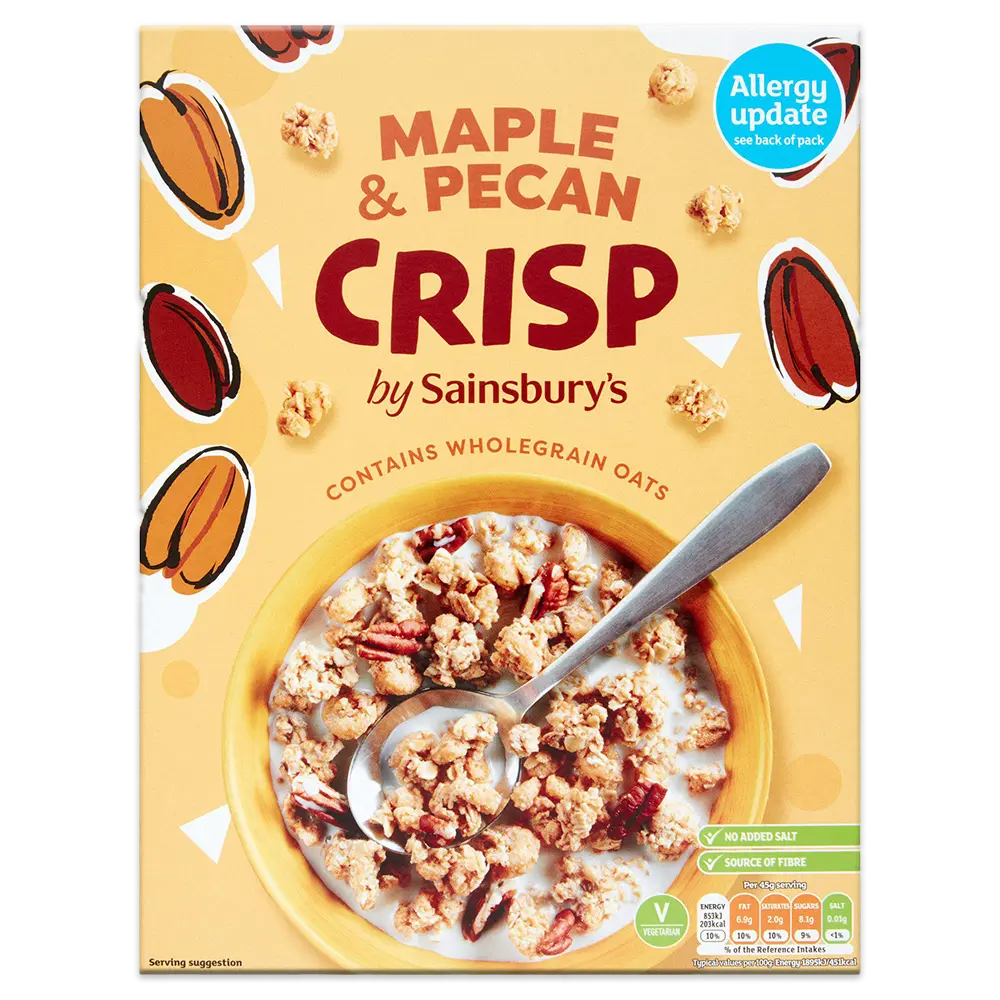 Allergy
update
see back of pack
MAPLE
& PECAN
CRISP
by Sainsbury's
CONTAINS WHOLEGRAIN OATS
NO ADDED SALT
SOURCE OF FIBRE
Per 45g serving
ENERGY FAT SATURATES SUGARS SALT
853kJ 6.9g 2.0g 8.1g 0.01g
203kcal
10% 10% 10% 9% <1%
% of the Reference Intakes
Typical values per 100g: Energy 1895kJ/451kcal
V
VEGETARIAN
Serving suggestion